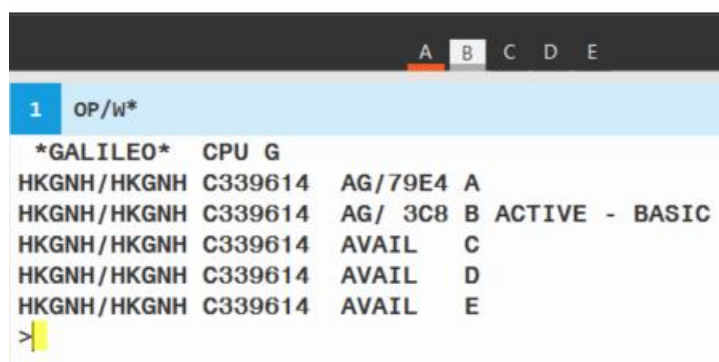 A B C D E
1 OP/W*
*GALILEO* CPU G
HKGNH/HKGNH C339614 AG/79E4 A
HKGNH/HKGNH C339614 AG/ 3C8 B ACTIVE - BASIC
HKGNH/HKGNH C339614 AVAIL C
HKGNH/HKGNH C339614 AVAIL D
HKGNH/HKGNH C339614 AVAIL E
>